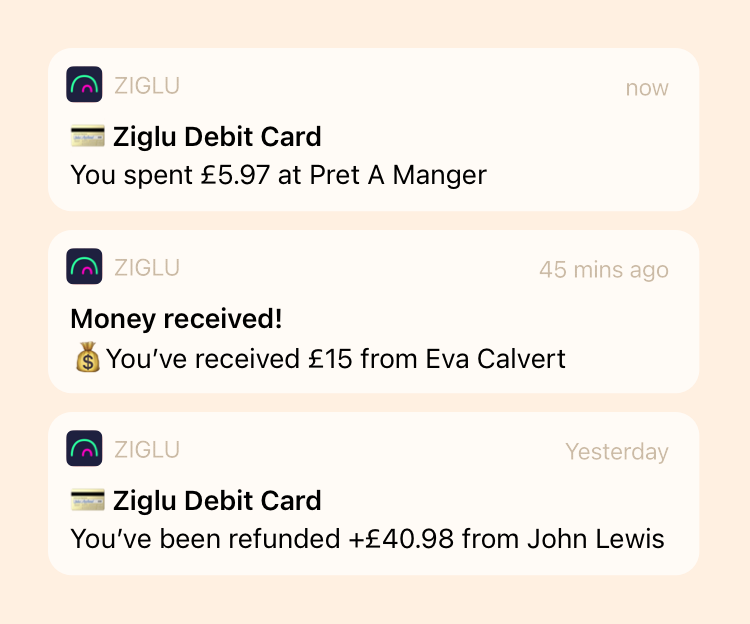 ZIGLU
now
💳 Ziglu Debit Card
You spent £5.97 at Pret A Manger
ZIGLU
45 mins ago
Money received!
💰You’ve received £15 from Eva Calvert
ZIGLU
Yesterday
💳 Ziglu Debit Card
You’ve been refunded +£40.98 from John Lewis